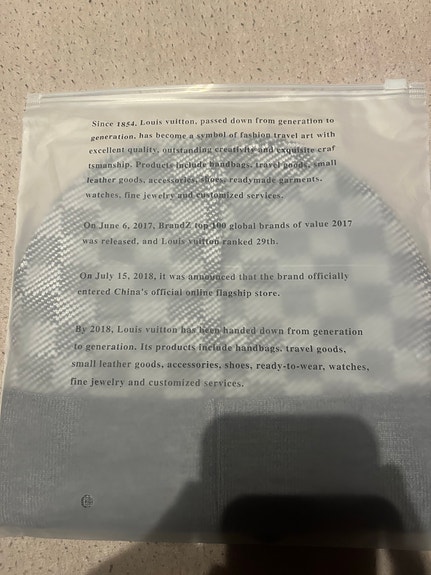 Since 1854, Louis vuitton, passed down from generation to
generation, has become a symbol of fashion travel art with
excellent quality, outstanding creativity and exquisite craf
tsmanship. Products include handbags, travel goods, small
leather goods, accessories, shoes, readymade garments,
watches, fine jewelry and customized services.
On June 6, 2017, BrandZ top 100 global brands of value 2017
was released, and Louis vuitton ranked 29th.
On July 15, 2018, it was announced that the brand officially
entered China's official online flagship store.
By 2018, Louis vuitton has been handed down from generation
to generation. Its products include handbags, travel goods,
small leather goods, accessories, shoes, ready-to-wear, watches,
fine jewelry and customized services.